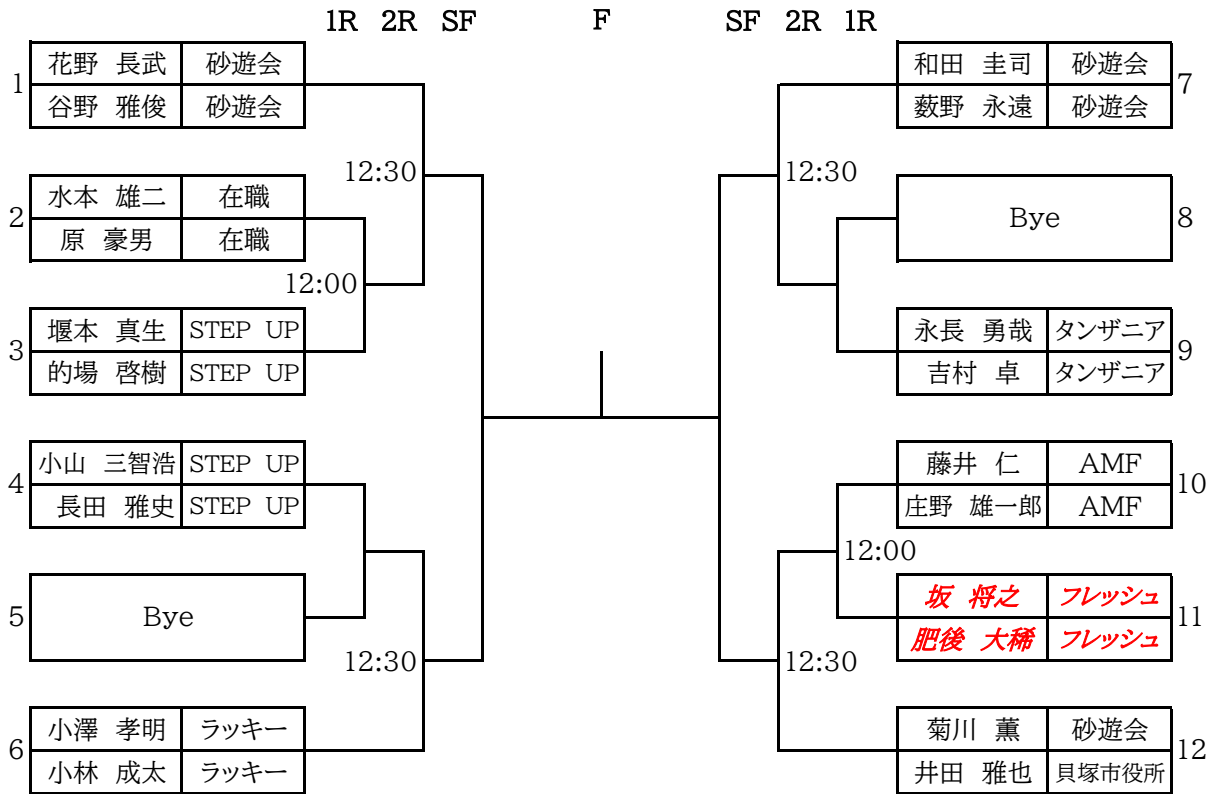 1R 2R SF F SF 2R 1R
1
花野 長武 砂遊会
谷野 雅俊 砂遊会
12:30
2
水本 雄二 在職
原 豪男 在職
12:00
3
堰本 真生 STEP UP
的場 啓樹 STEP UP
4
小山 三智浩 STEP UP
長田 雅史 STEP UP
5
Bye
12:30
6
小澤 孝明 ラッキー
小林 成太 ラッキー
和田 圭司 砂遊会
薮野 永遠 砂遊会
7
12:30
Bye
8
永長 勇哉 タンザニア
吉村 卓 タンザニア
9
藤井 仁 AMF
庄野 雄一郎 AMF
10
12:00
坂 将之 フレッシュ
肥後 大稀 フレッシュ
11
12:30
菊川 薫 砂遊会
井田 雅也 貝塚市役所
12